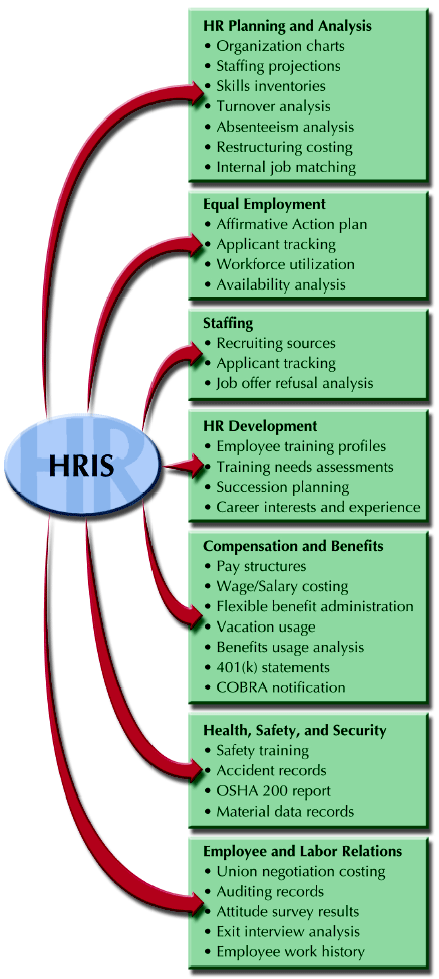 HR Planning and Analysis
• Organization charts
• Staffing projections
• Skills inventories
• Turnover analysis
• Absenteeism analysis
• Restructuring costing
• Internal job matching
Equal Employment
• Affirmative Action plan
• Applicant tracking
• Workforce utilization
• Availability analysis
Staffing
• Recruiting sources
• Applicant tracking
• Job offer refusal analysis
HR
HRIS
HR Development
• Employee training profiles
• Training needs assessments
• Succession planning
• Career interests and experience
Compensation and Benefits
• Pay structures
• Wage/Salary costing
• Flexible benefit administration
• Vacation usage
• Benefits usage analysis
• 401(k) statements
• COBRA notification
Health, Safety, and Security
• Safety training
• Accident records
• OSHA 200 report
• Material data records
Employee and Labor Relations
• Union negotiation costing
• Auditing records
• Attitude survey results
• Exit interview analysis
• Employee work history